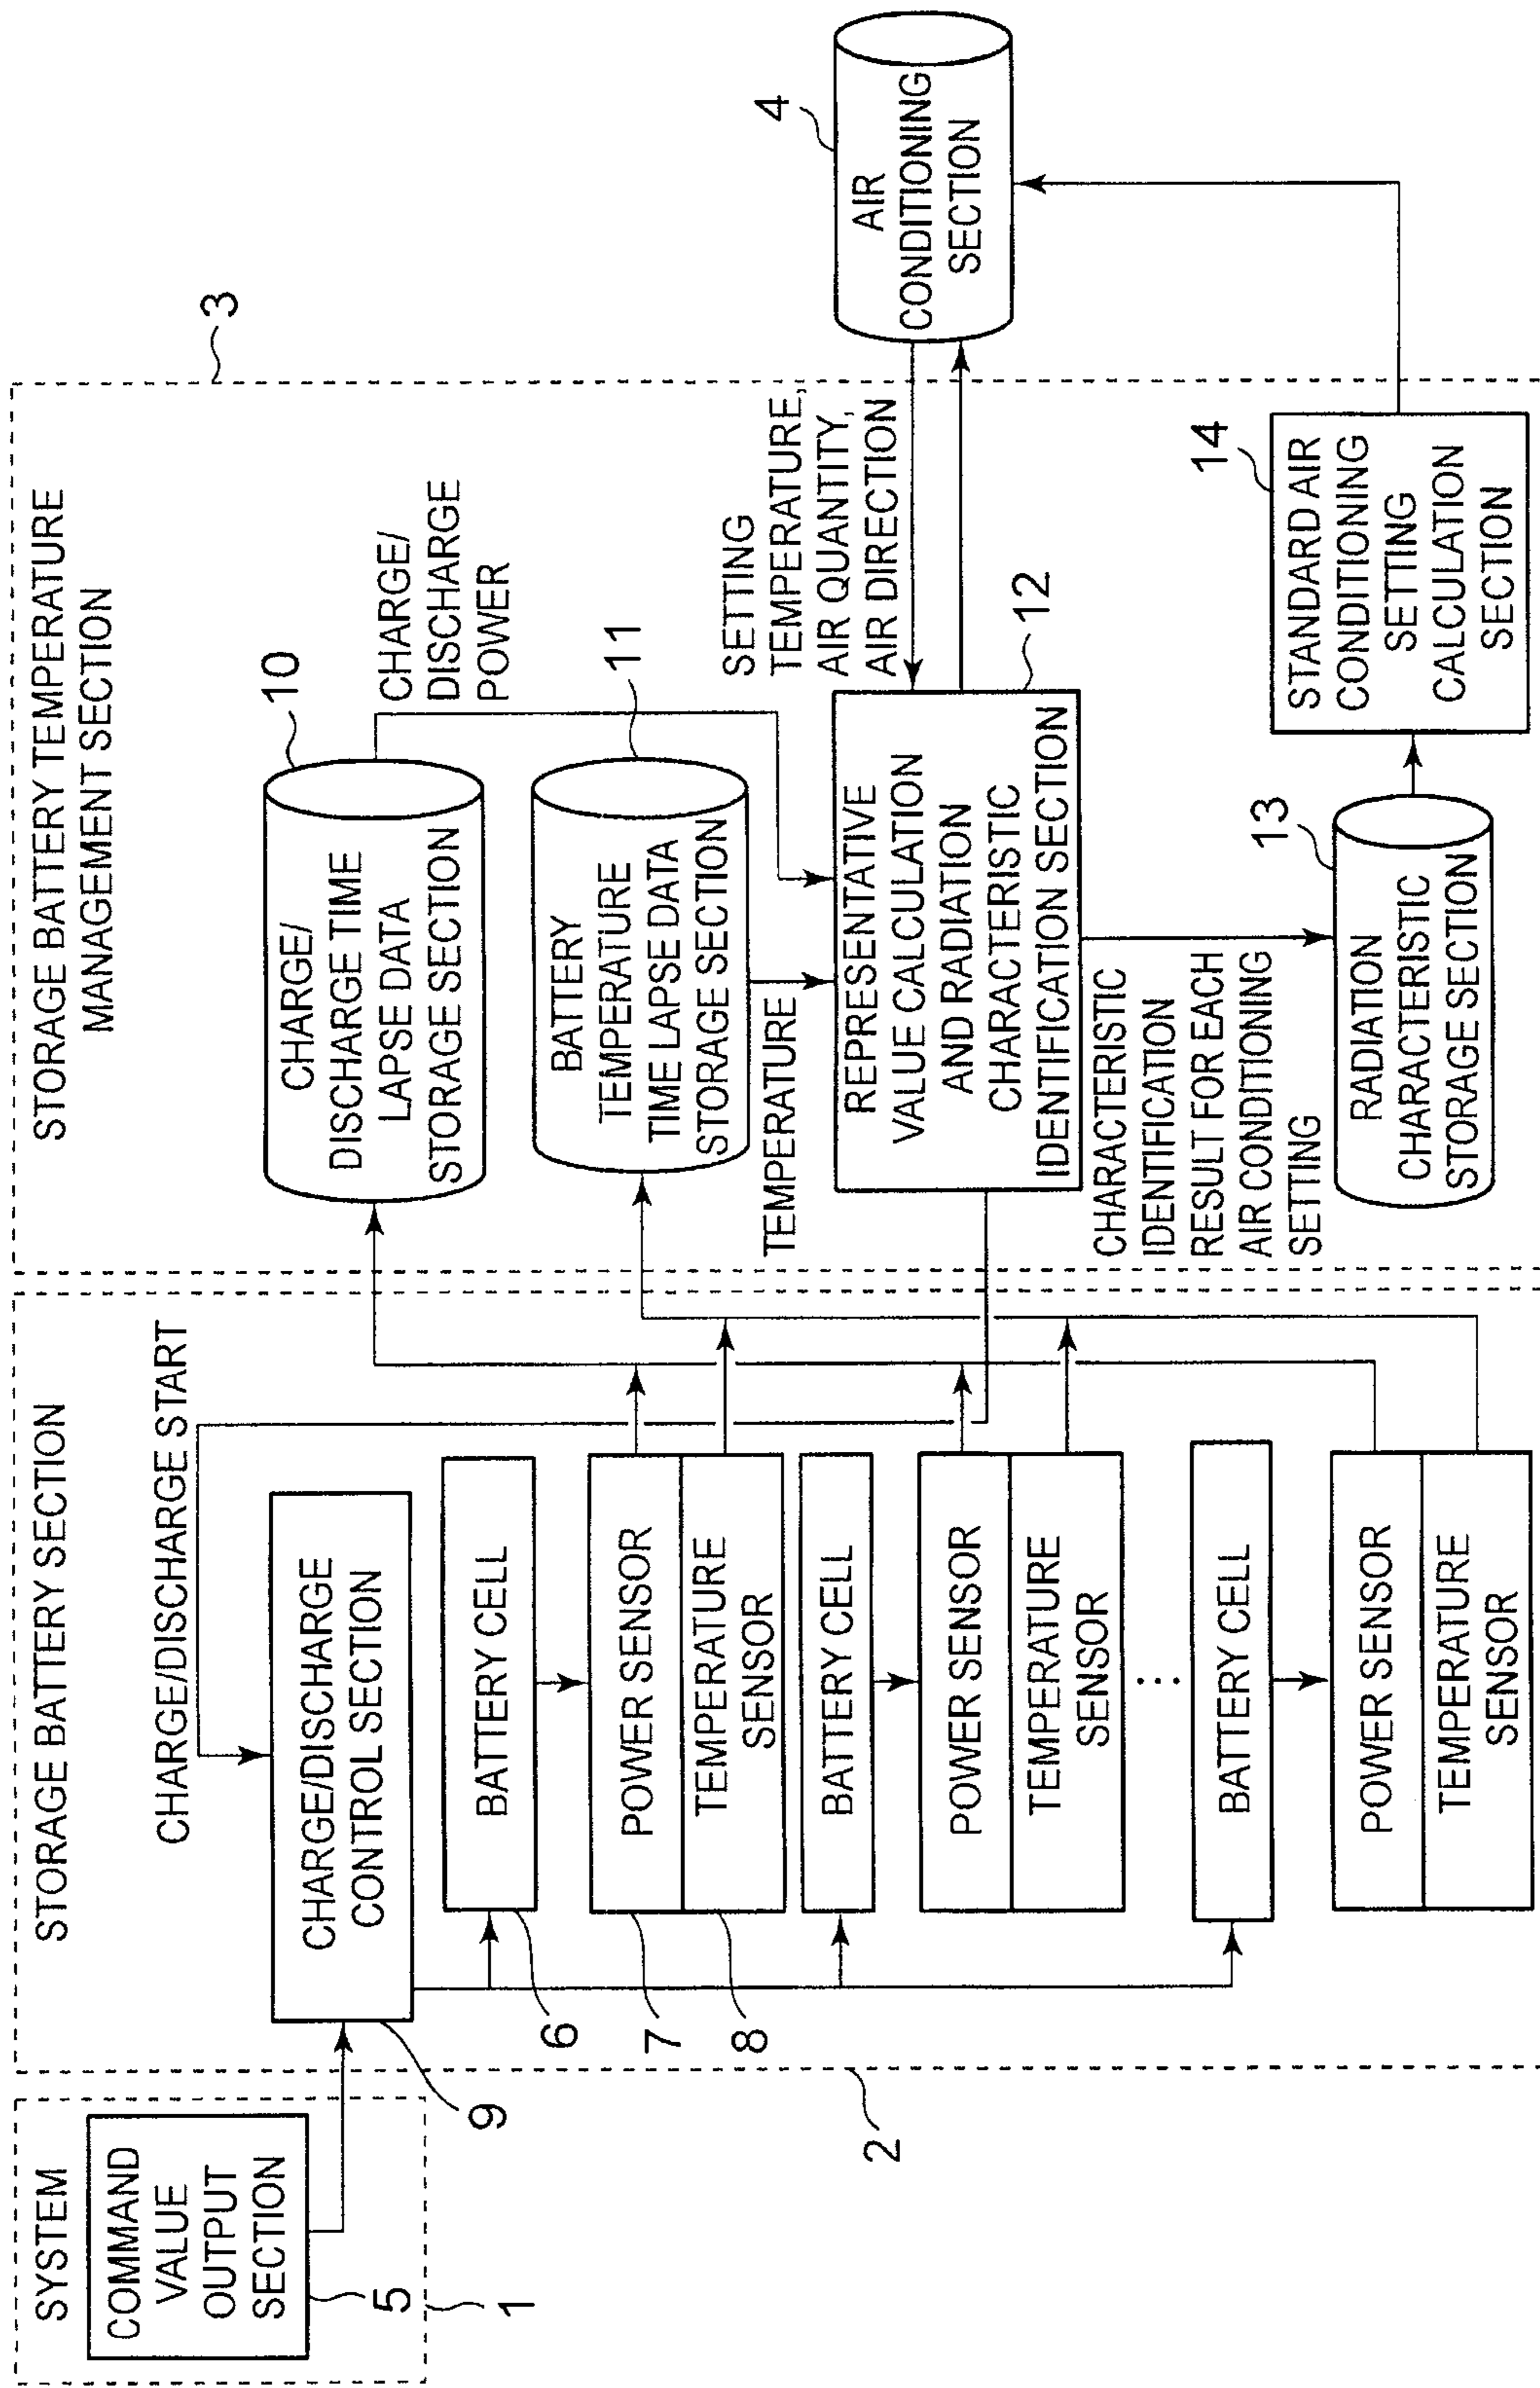 SYSTEM
COMMAND
VALUE
OUTPUT
SECTION
5
1
STORAGE BATTERY SECTION
CHARGE/DISCHARGE START
CHARGE/DISCHARGE
CONTROL SECTION
9
BATTERY CELL
6
POWER SENSOR
7
TEMPERATURE
SENSOR
8
BATTERY CELL
POWER SENSOR
TEMPERATURE
SENSOR
...
BATTERY CELL
POWER SENSOR
TEMPERATURE
SENSOR
2
STORAGE BATTERY TEMPERATURE
MANAGEMENT SECTION
3
CHARGE/
DISCHARGE TIME
LAPSE DATA
STORAGE SECTION
10
CHARGE/
DISCHARGE
POWER
BATTERY
TEMPERATURE
TIME LAPSE DATA
STORAGE SECTION
11
TEMPERATURE
SETTING
TEMPERATURE,
AIR QUANTITY,
AIR DIRECTION
REPRESENTATIVE
VALUE CALCULATION
AND RADIATION
CHARACTERISTIC
IDENTIFICATION SECTION
12
CHARACTERISTIC
IDENTIFICATION
RESULT FOR EACH
AIR CONDITIONING
SETTING
RADIATION
CHARACTERISTIC
STORAGE SECTION
13
STANDARD AIR
CONDITIONING
SETTING
CALCULATION
SECTION
14
AIR
CONDITIONING
SECTION
4